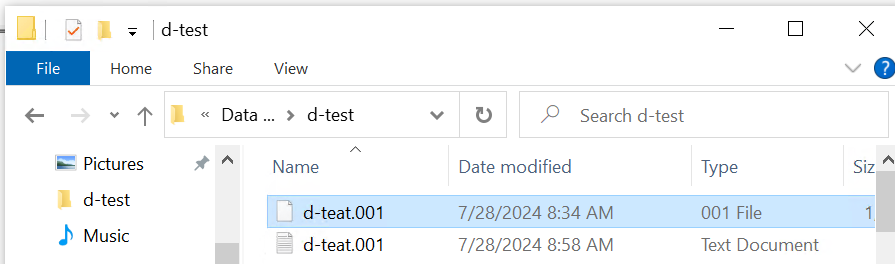 d-test
File Home Share View
« Data ... > d-test Search d-test
Pictures
d-test
Music
Name Date modified Type Siz
d-teat.001 7/28/2024 8:34 AM 001 File 1,
d-teat.001 7/28/2024 8:58 AM Text Document